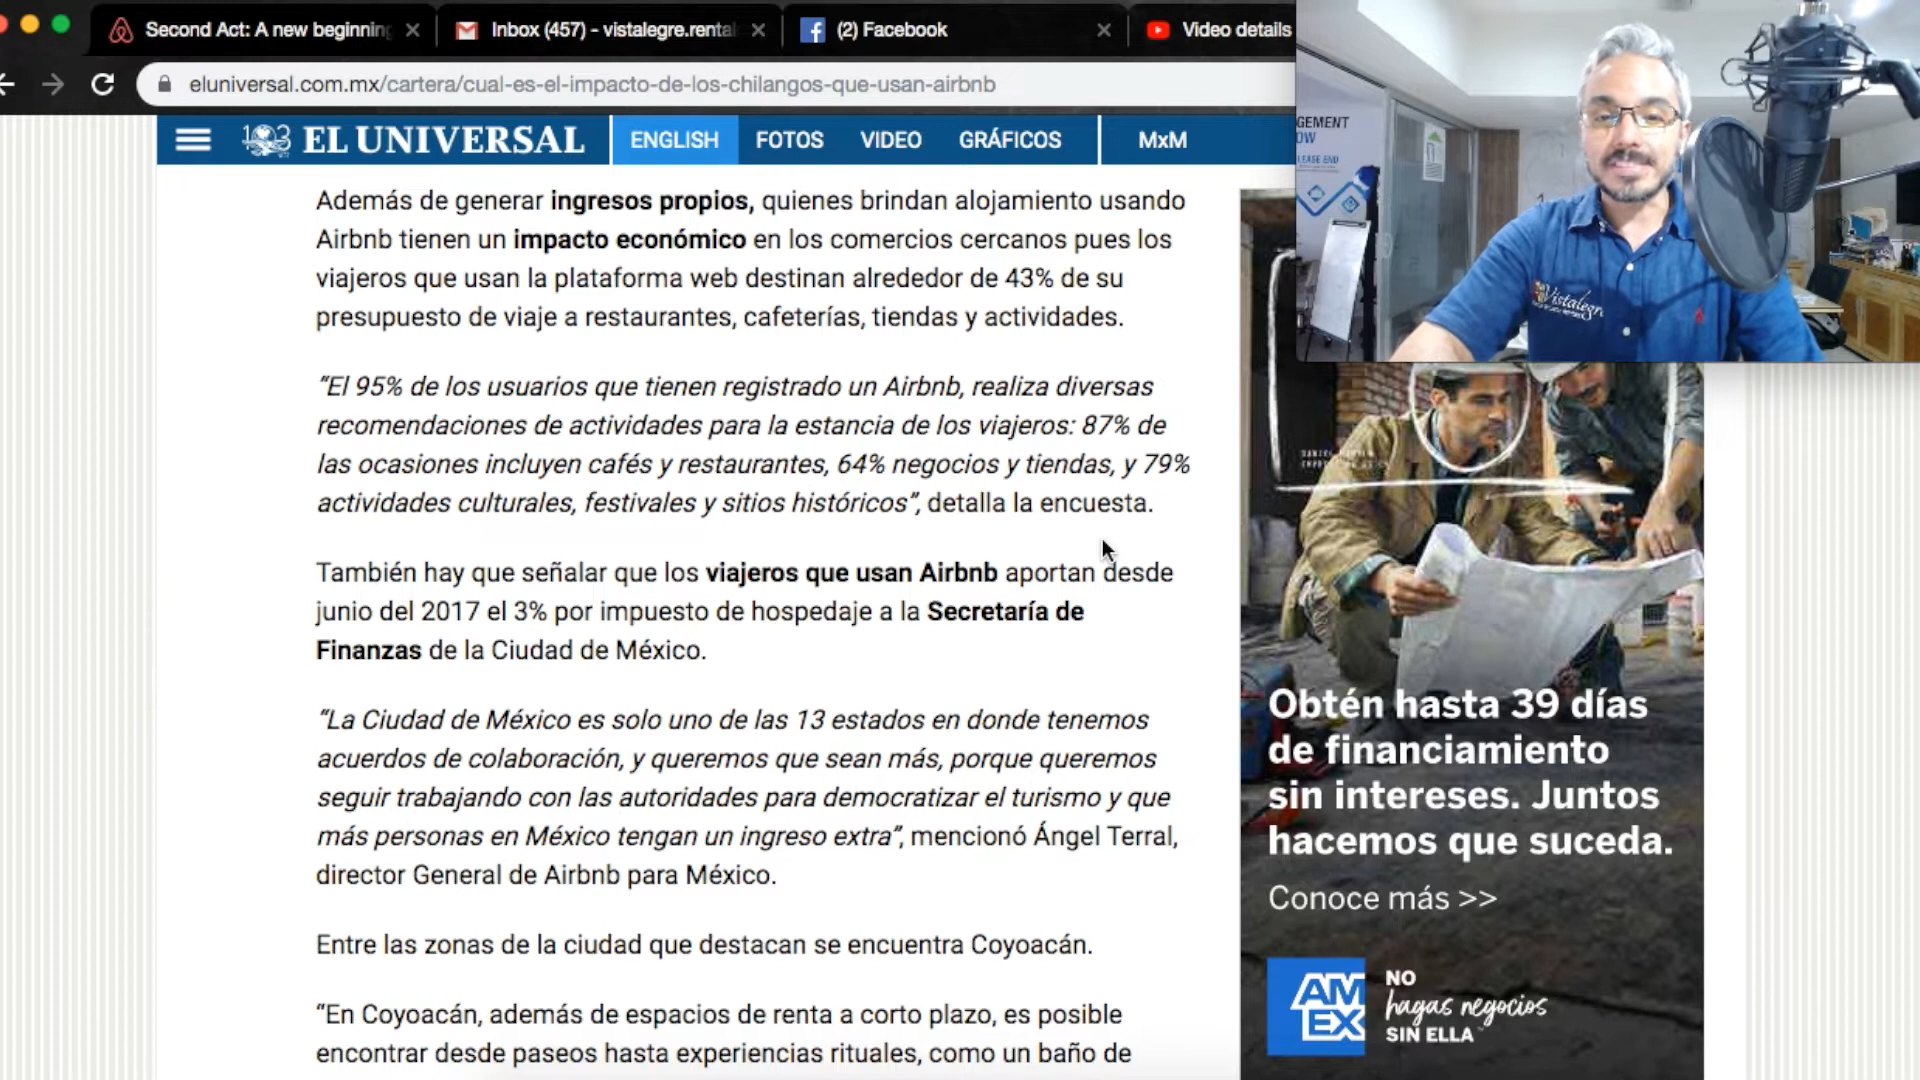 Second Act: A new beginning
Inbox (457) - vistalegre.renta
(2) Facebook
Video details
eluniversal.com.mx/cartera/cual-es-el-impacto-de-los-chilangos-que-usan-airbnb
103 EL UNIVERSAL
ENGLISH
FOTOS
VIDEO
GRÁFICOS
MxM
Además de generar ingresos propios, quienes brindan alojamiento usando
Airbnb tienen un impacto económico en los comercios cercanos pues los
viajeros que usan la plataforma web destinan alrededor de 43% de su
presupuesto de viaje a restaurantes, cafeterías, tiendas y actividades.
“El 95% de los usuarios que tienen registrado un Airbnb, realiza diversas
recomendaciones de actividades para la estancia de los viajeros: 87% de
las ocasiones incluyen cafés y restaurantes, 64% negocios y tiendas, y 79%
actividades culturales, festivales y sitios históricos”, detalla la encuesta.
También hay que señalar que los viajeros que usan Airbnb aportan desde
junio del 2017 el 3% por impuesto de hospedaje a la Secretaría de
Finanzas de la Ciudad de México.
“La Ciudad de México es solo uno de las 13 estados en donde tenemos
acuerdos de colaboración, y queremos que sean más, porque queremos
seguir trabajando con las autoridades para democratizar el turismo y que
más personas en México tengan un ingreso extra”, mencionó Ángel Terral,
director General de Airbnb para México.
Entre las zonas de la ciudad que destacan se encuentra Coyoacán.
“En Coyoacán, además de espacios de renta a corto plazo, es posible
encontrar desde paseos hasta experiencias rituales, como un baño de
GEMENT
OW
LEASE END
Vistalegre
Obtén hasta 39 días
de financiamiento
sin intereses. Juntos
hacemos que suceda.
Conoce más >>
AM
EX
NO
hagas negocios
SIN ELLA